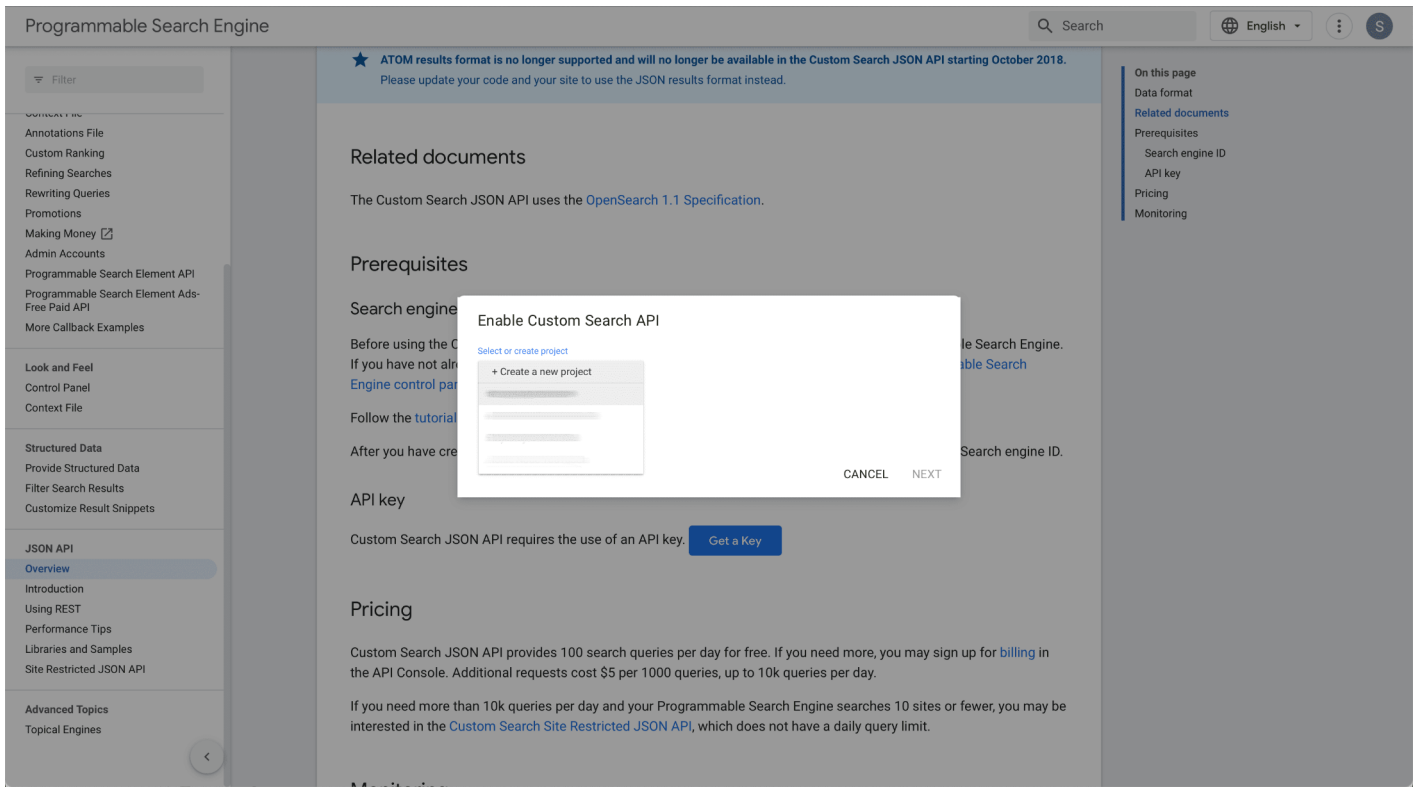 Programmable Search Engine
Search
English
S
Filter
Annotations File
Custom Ranking
Refining Searches
Rewriting Queries
Promotions
Making Money
Admin Accounts
Programmable Search Element API
Programmable Search Element Ads-
Free Paid API
More Callback Examples
Look and Feel
Control Panel
Context File
Structured Data
Provide Structured Data
Filter Search Results
Customize Result Snippets
JSON API
Overview
Introduction
Using REST
Performance Tips
Libraries and Samples
Site Restricted JSON API
Advanced Topics
Topical Engines
ATOM results format is no longer supported and will no longer be available in the Custom Search JSON API starting October 2018.
Please update your code and your site to use the JSON results format instead.
Related documents
The Custom Search JSON API uses the OpenSearch 1.1 Specification.
Prerequisites
Search engine
Before using the C le Search Engine.
If you have not alr able Search
Engine control pa
Follow the tutorial
After you have cre Search engine ID.
Enable Custom Search API
Select or create project
+ Create a new project
CANCEL NEXT
API key
Custom Search JSON API requires the use of an API key. Get a Key
Pricing
Custom Search JSON API provides 100 search queries per day for free. If you need more, you may sign up for billing in
the API Console. Additional requests cost $5 per 1000 queries, up to 10k queries per day.
If you need more than 10k queries per day and your Programmable Search Engine searches 10 sites or fewer, you may be
interested in the Custom Search Site Restricted JSON API, which does not have a daily query limit.
On this page
Data format
Related documents
Prerequisites
Search engine ID
API key
Pricing
Monitoring